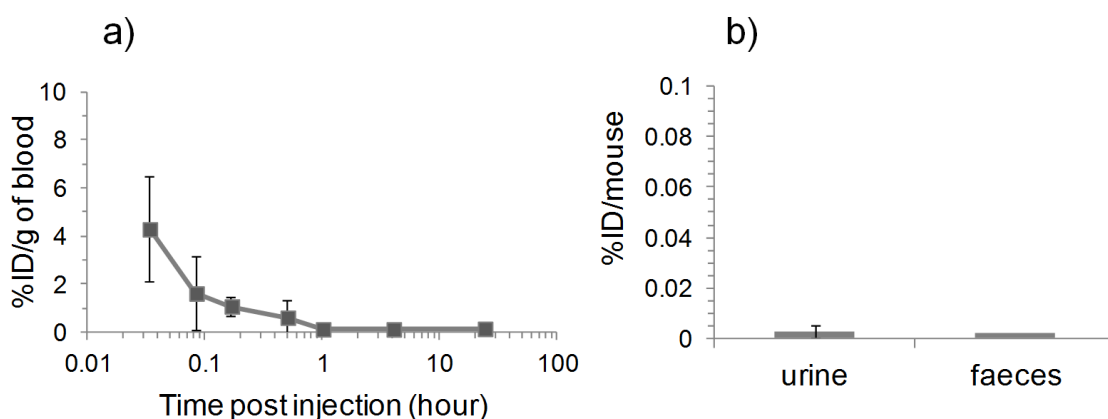 a)
%ID/g of blood
10
8
6
4
2
0
0.01 0.1 1 10 100
Time post injection (hour)
b)
%ID/mouse
0.1
0.08
0.06
0.04
0.02
0
urine faeces